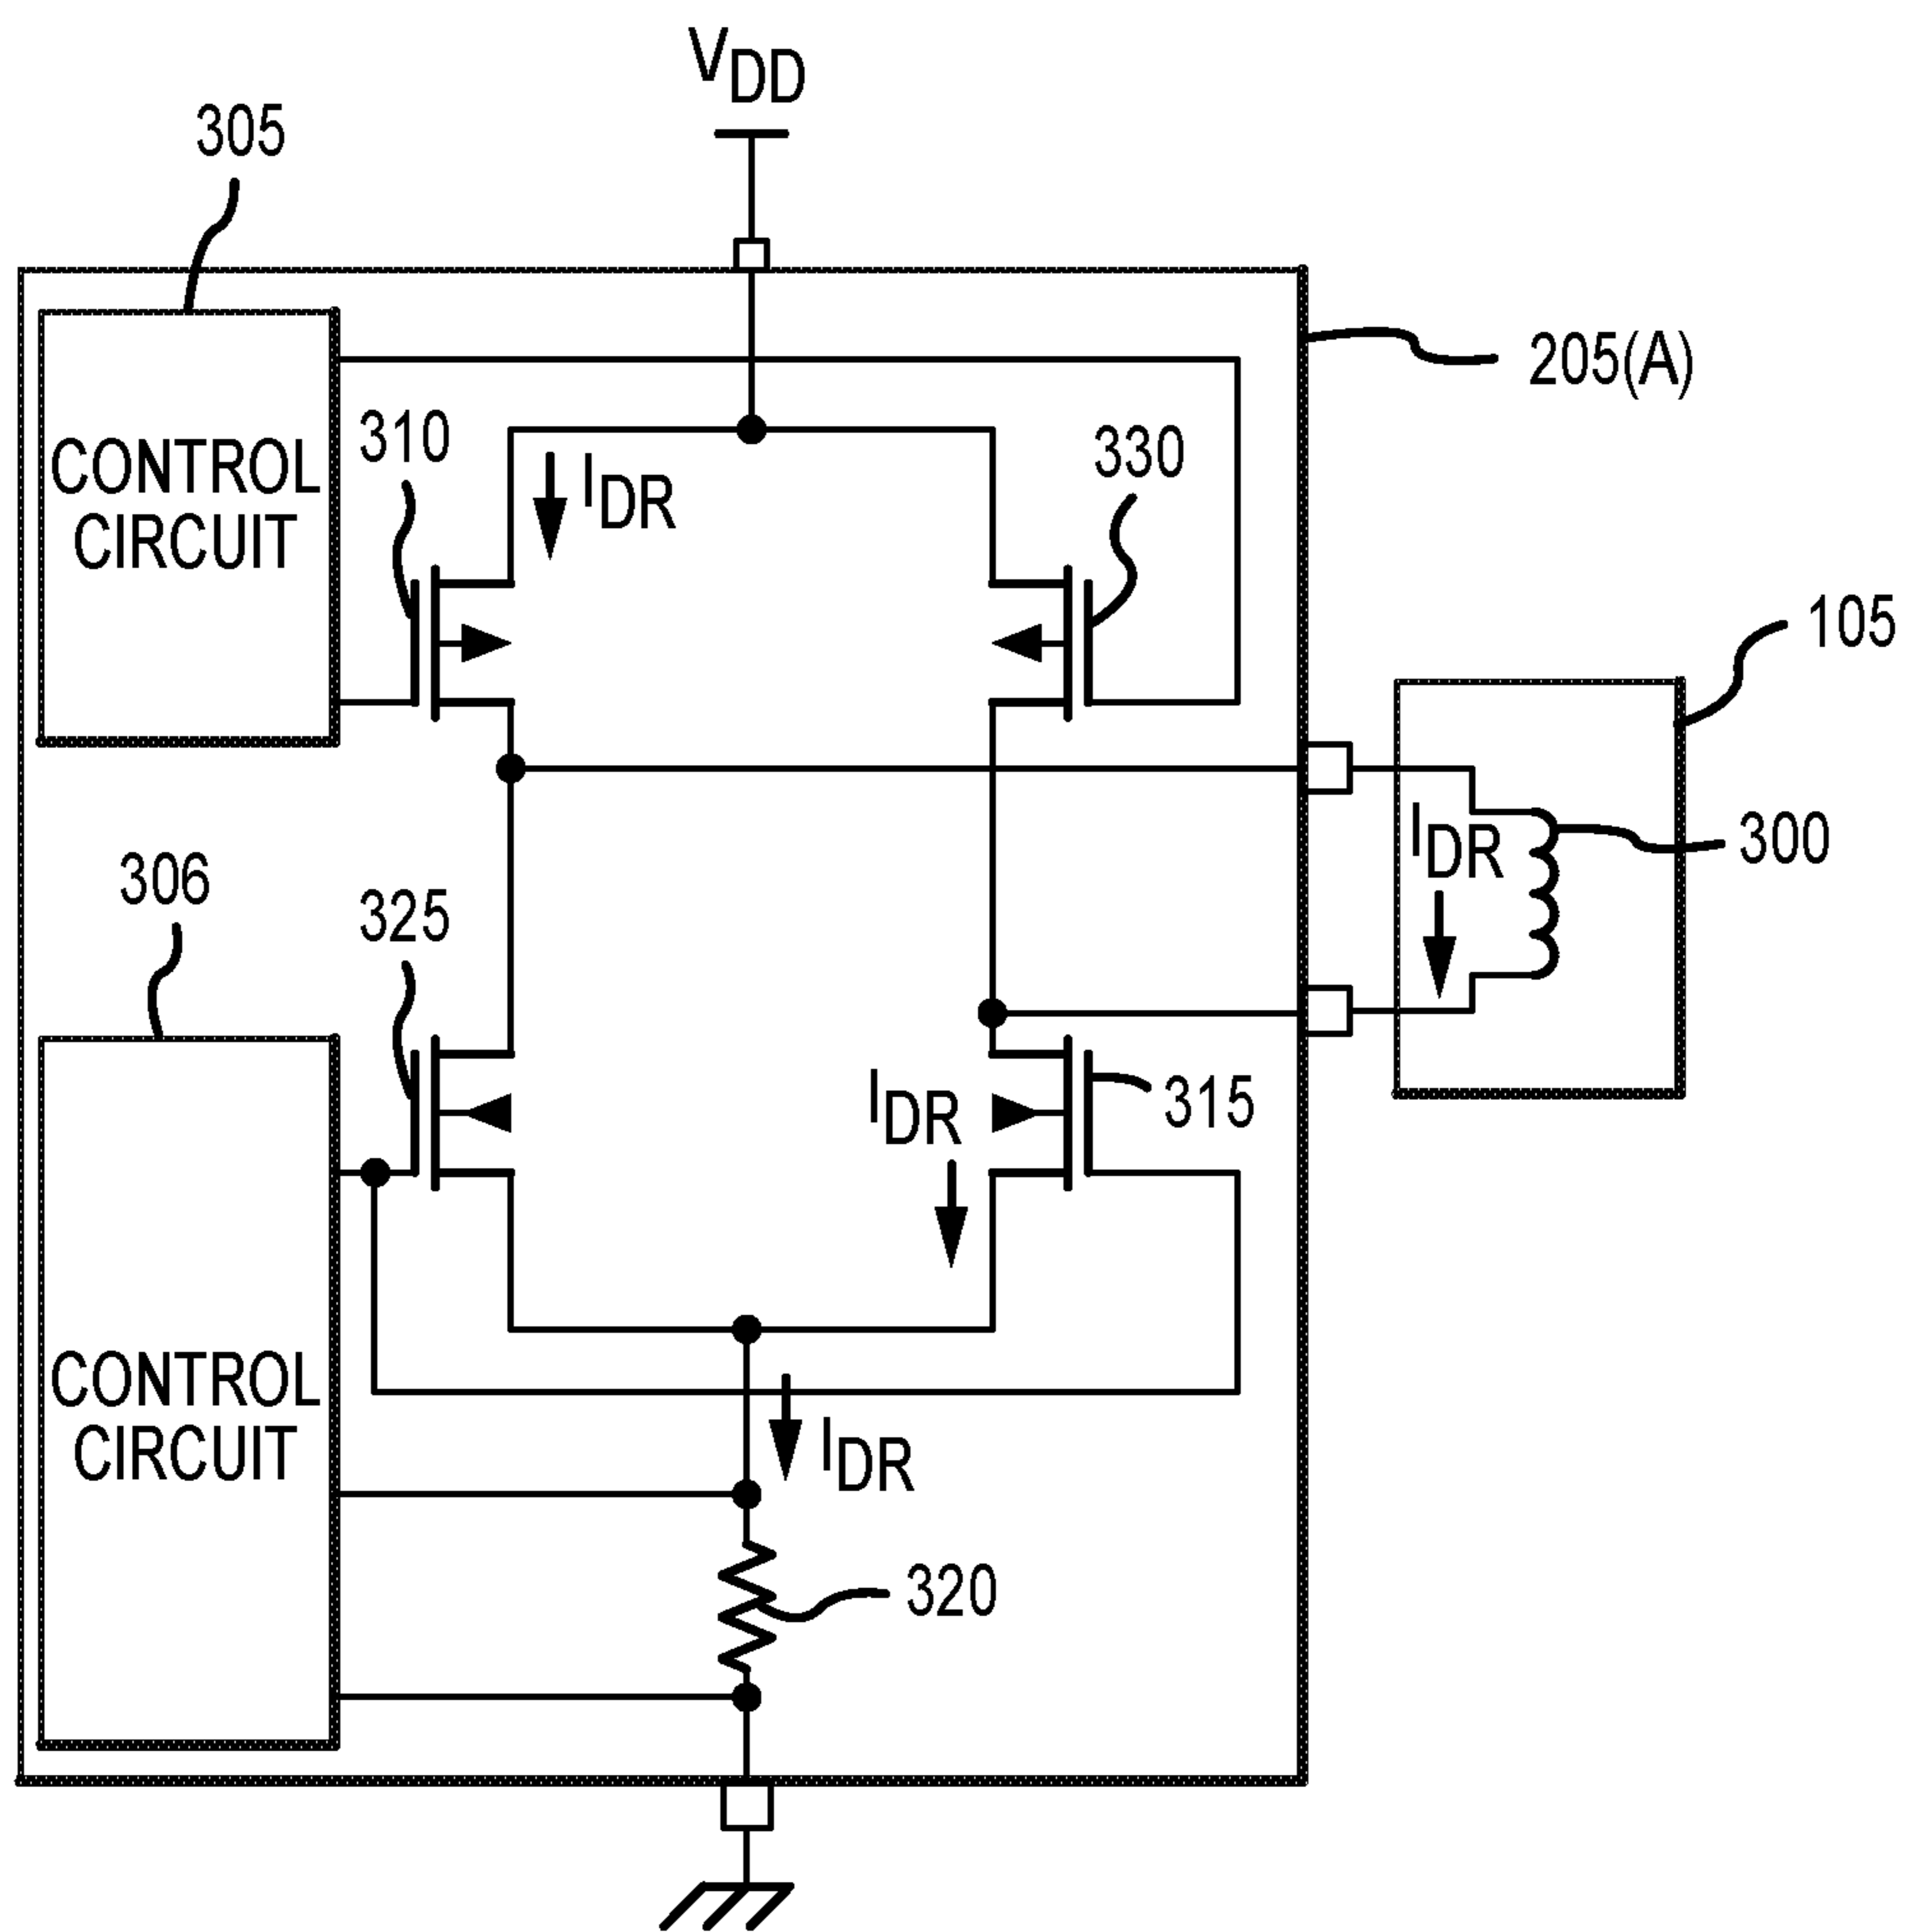 VDD
305
205(A)
CONTROL
CIRCUIT
310
IDR
330
105
IDR
300
306
325
IDR
315
CONTROL
CIRCUIT
IDR
320